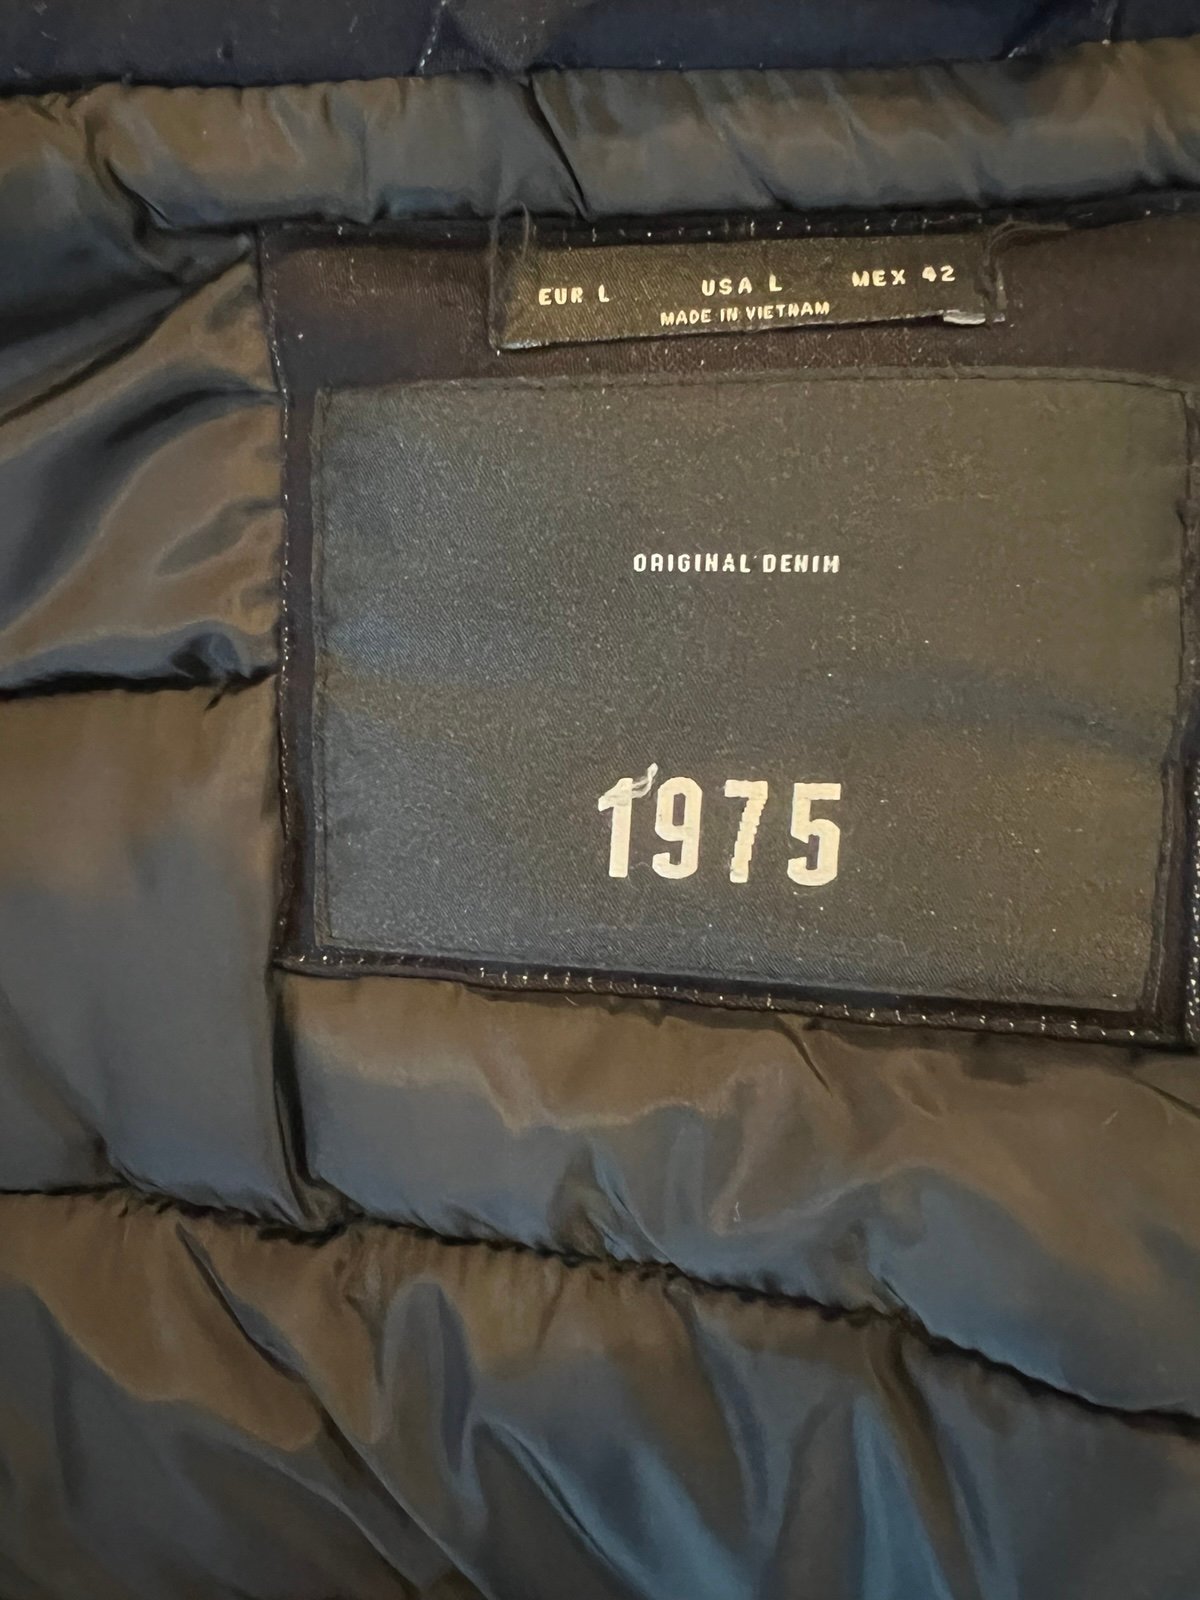 EUR L USA L MEX 42
MADE IN VIETNAM
ORIGINAL DENIM
1975